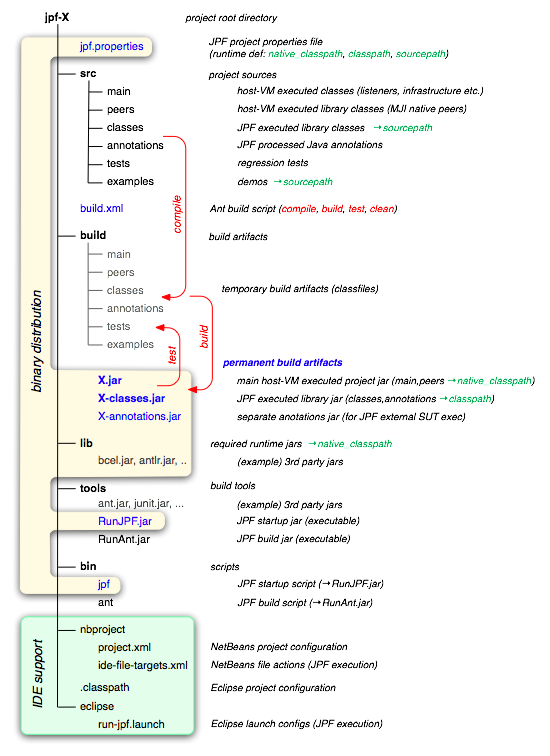 jpf-X project root directory
jpf.properties JPF project properties file
(runtime def: native_classpath, classpath, sourcepath)
src project sources
main host-VM executed classes (listeners, infrastructure etc.)
peers host-VM executed library classes (MJI native peers)
classes JPF executed library classes →sourcepath
annotations JPF processed Java annotations
tests regression tests
examples demos →sourcepath
compile
build.xml Ant build script (compile, build, test, clean)
build build artifacts
main
peers
classes temporary build artifacts (classfiles)
annotations
tests
examples
build
test
binary distribution
permanent build artifacts
X.jar main host-VM executed project jar (main,peers →native_classpath)
X-classes.jar JPF executed library jar (classes,annotations →classpath)
X-annotations.jar separate anotations jar (for JPF external SUT exec)
lib required runtime jars →native_classpath
bcel.jar, antlr.jar, .. (example) 3rd party jars
tools build tools
ant.jar, junit.jar, ... (example) 3rd party jars
RunJPF.jar JPF startup jar (executable)
RunAnt.jar JPF build jar (executable)
bin scripts
jpf JPF startup script (→RunJPF.jar)
ant JPF build script (→RunAnt.jar)
IDE support
nbproject
project.xml NetBeans project configuration
ide-file-targets.xml NetBeans file actions (JPF execution)
.classpath Eclipse project configuration
eclipse
run-jpf.launch Eclipse launch configs (JPF execution)